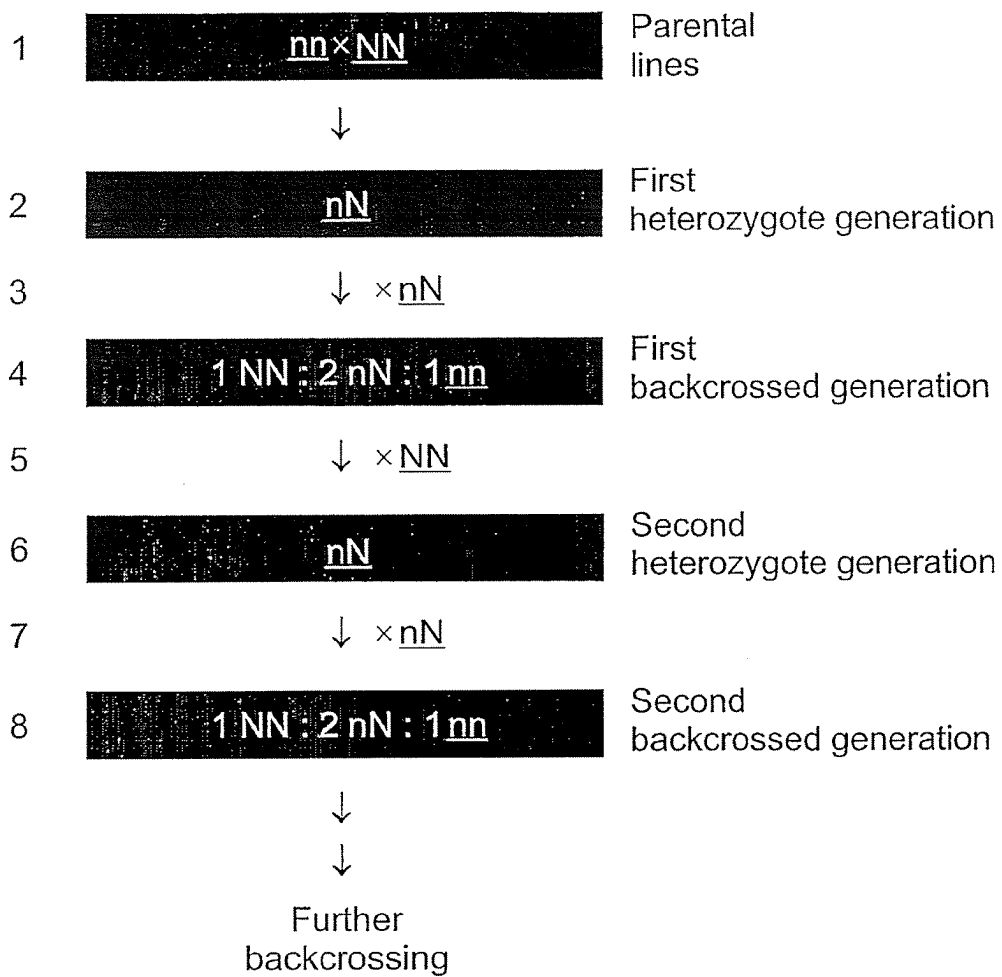 1 nn × NN Parental
lines
↓
2 nN First
heterozygote generation
3 ↓ × nN
4 1 NN : 2 nN : 1 nn First
backcrossed generation
5 ↓ × NN
6 nN Second
heterozygote generation
7 ↓ × nN
8 1 NN : 2 nN : 1 nn Second
backcrossed generation
↓
↓
Further
backcrossing